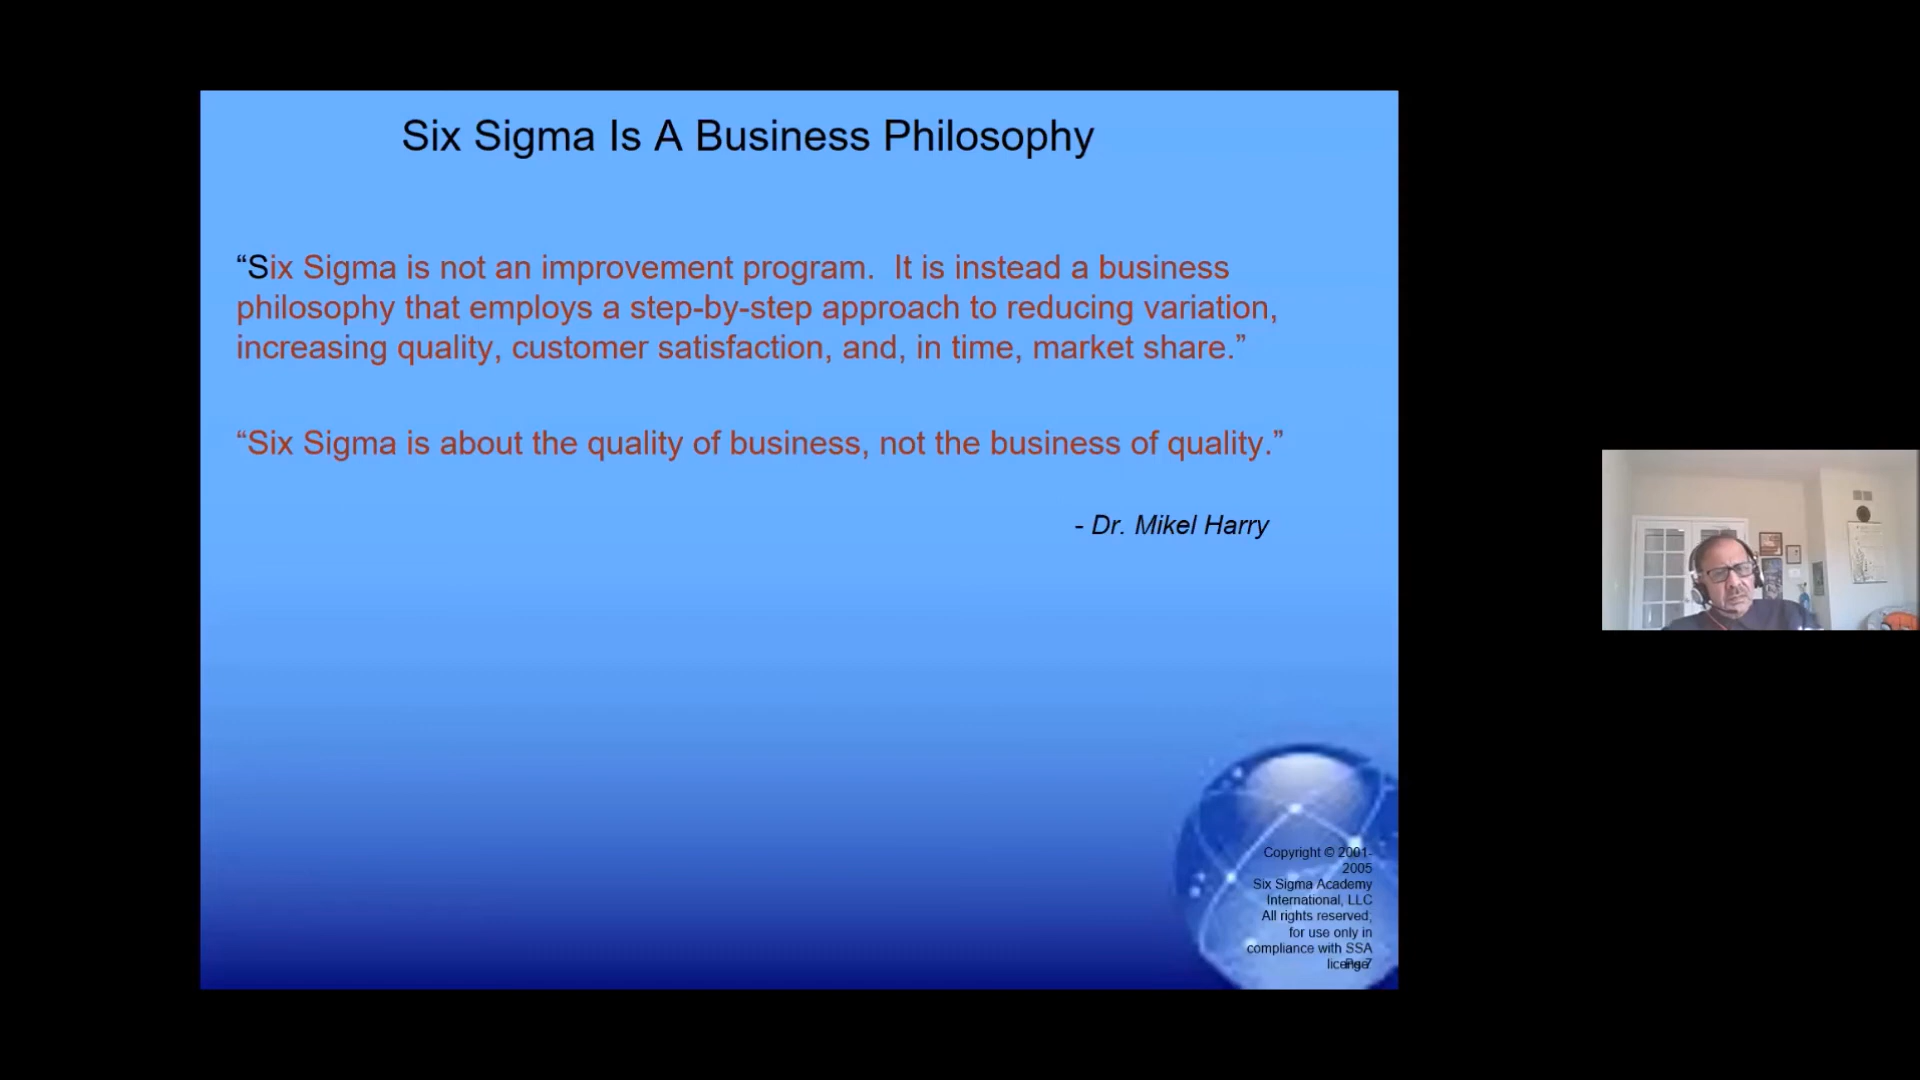 Six Sigma Is A Business Philosophy
“Six Sigma is not an improvement program. It is instead a business
philosophy that employs a step-by-step approach to reducing variation,
increasing quality, customer satisfaction, and, in time, market share.”
“Six Sigma is about the quality of business, not the business of quality.”
- Dr. Mikel Harry
Copyright © 2001-
2005
Six Sigma Academy
International, LLC
All rights reserved;
for use only in
compliance with SSA
license
Pg 7